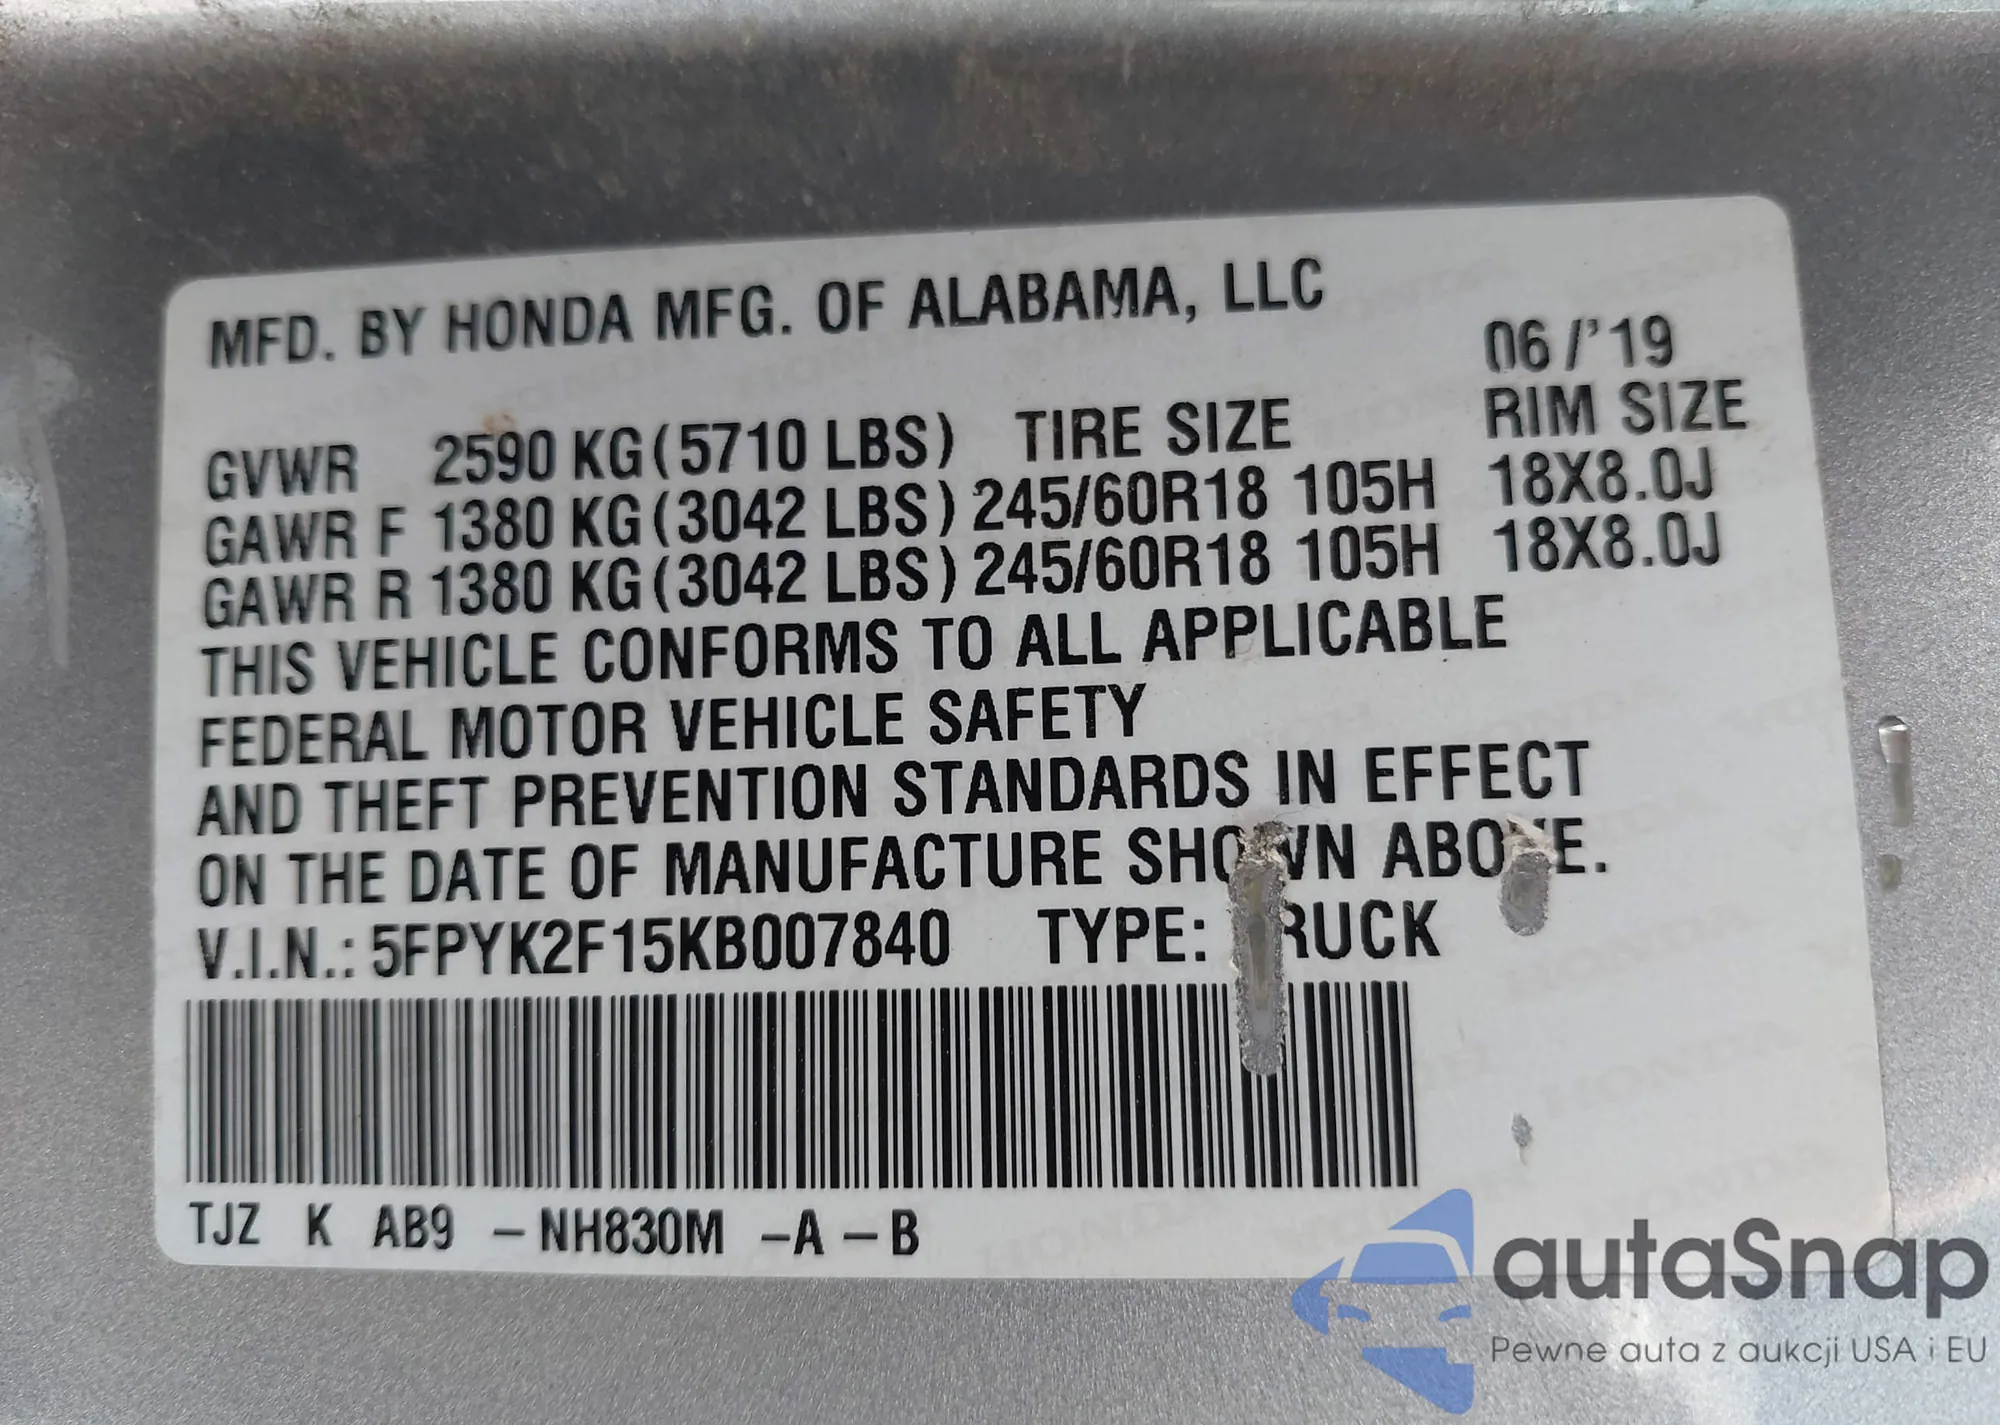 MFD. BY HONDA MFG. OF ALABAMA, LLC
06/'19
GVWR 2590 KG(5710 LBS) TIRE SIZE RIM SIZE
GAWR F 1380 KG(3042 LBS) 245/60R18 105H 18X8.0J
GAWR R 1380 KG(3042 LBS) 245/60R18 105H 18X8.0J
THIS VEHICLE CONFORMS TO ALL APPLICABLE
FEDERAL MOTOR VEHICLE SAFETY
AND THEFT PREVENTION STANDARDS IN EFFECT
ON THE DATE OF MANUFACTURE SHOWN ABOVE.
V.I.N.: 5FPYK2F15KB007840 TYPE: TRUCK
TJZ K AB9 -NH830M -A -B
autaSnap
Pewne auta z aukcji USA i EU